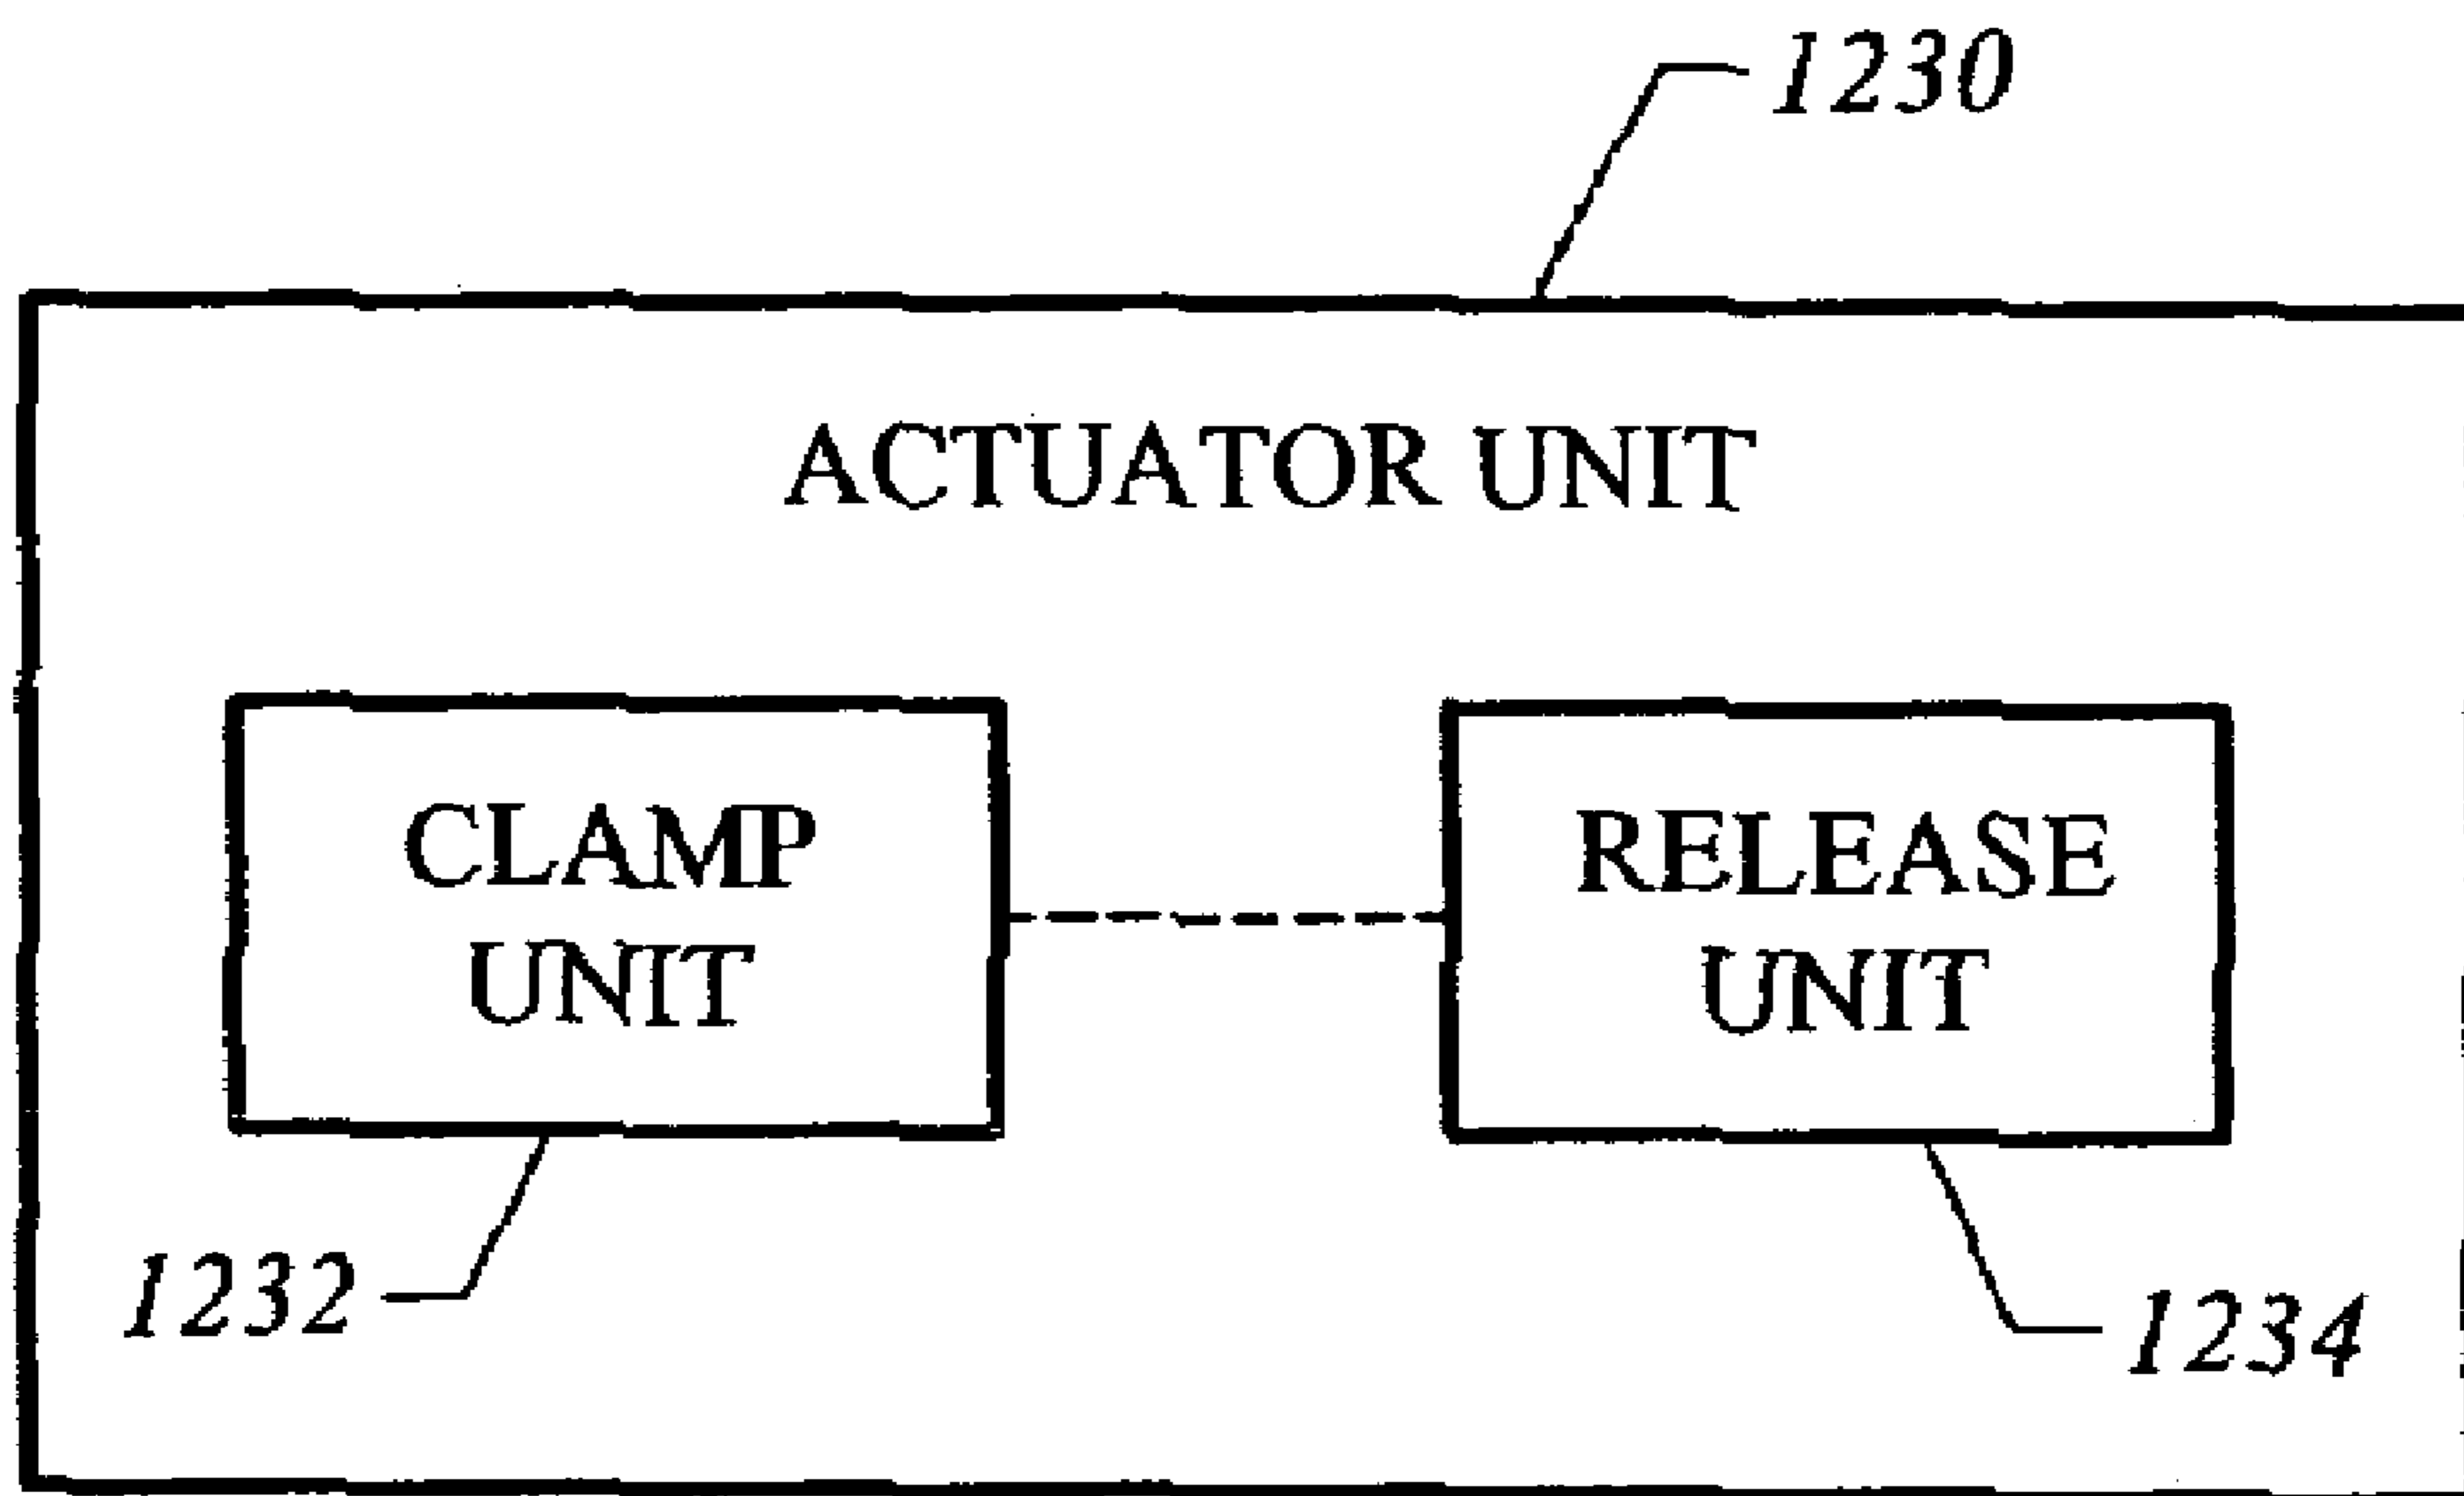 1230
ACTUATOR UNIT
CLAMP
UNIT
RELEASE
UNIT
1232
1234